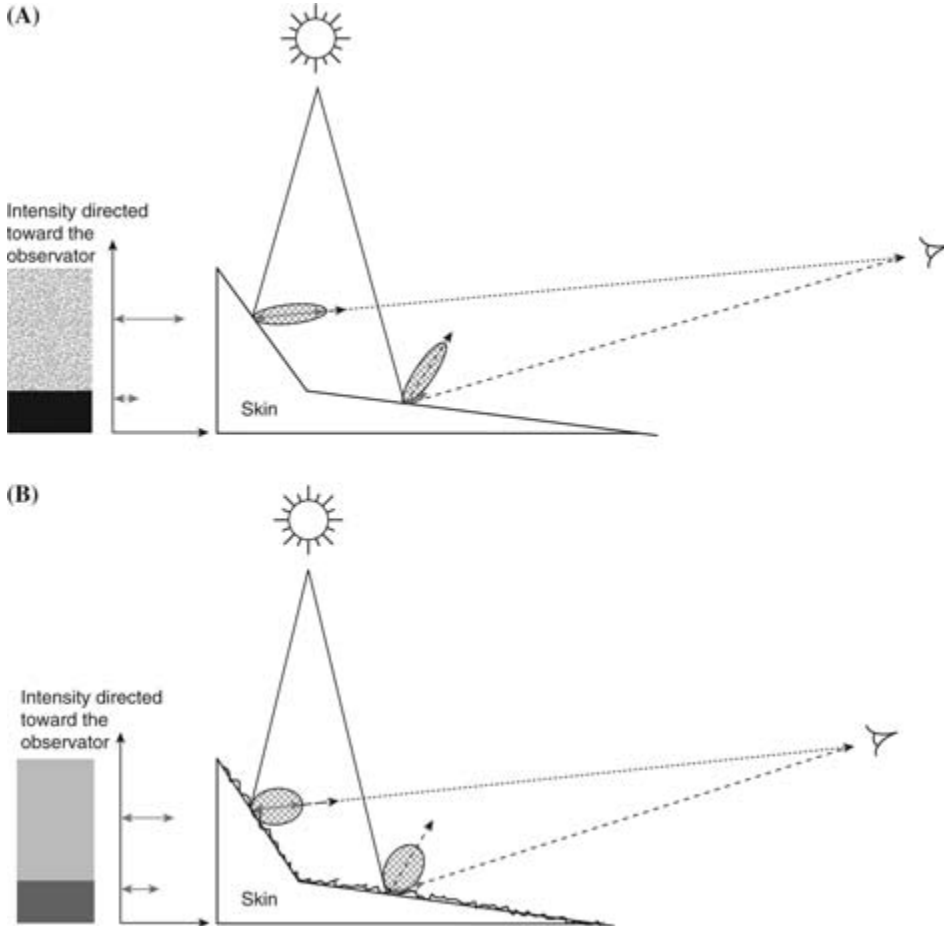 (A)
Intensity directed
toward the
observator
Skin
(B)
Intensity directed
toward the
observator
Skin